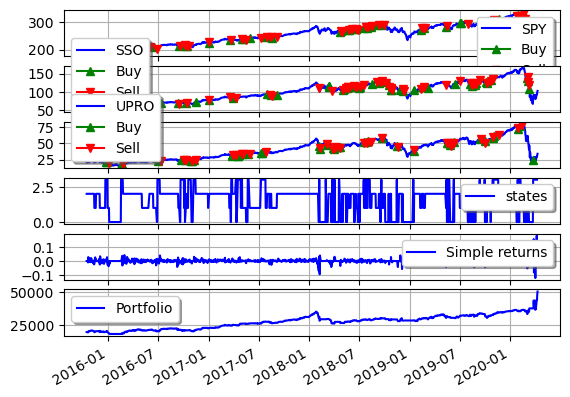 300
200
SPY
Buy
SSO
Buy
Sell
150
100
50
UPRO
Buy
Sell
75
50
25
2.5
0.0
states
0.1
0.0
−0.1
Simple returns
50000
25000
Portfolio
2016-01
2016-07
2017-01
2017-07
2018-01
2018-07
2019-01
2019-07
2020-01